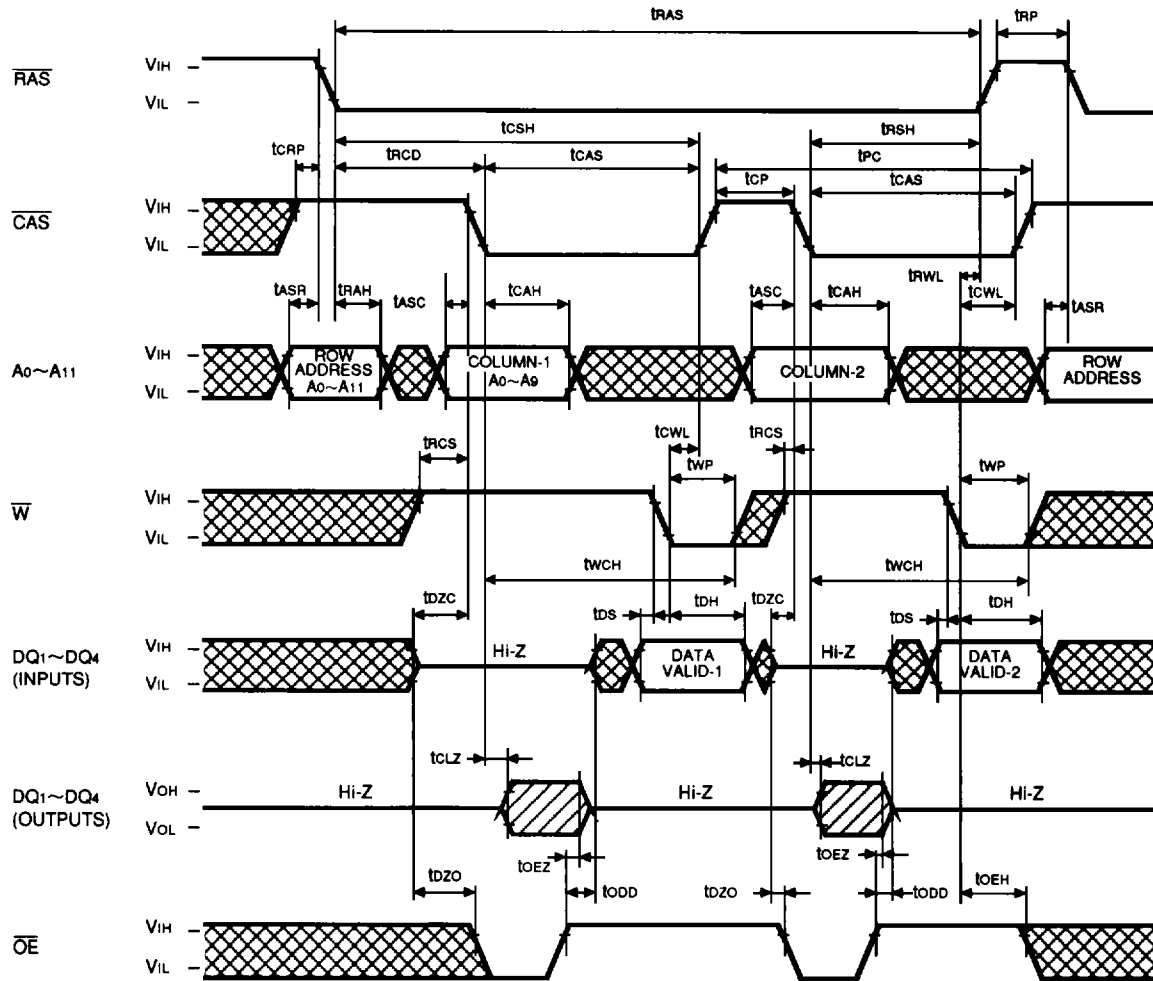 tRAS
tRP
RAS
VIH
VIL
tCSH
tRSH
tCRP
tRCD
tCAS
tPC
tCP
tCAS
CAS
VIH
VIL
tRWL
tASR
tRAH
tASC
tCAH
tASC
tCAH
tCWL
tASR
A0~A11
VIH
VIL
ROW ADDRESS A0~A11
COLUMN-1 A0~A9
COLUMN-2
ROW ADDRESS
tRCS
tCWL
tRCS
tWP
tWP
W
VIH
VIL
tWCH
tWCH
tDZC
tDS
tDH
tDZC
tDS
tDH
DQ1~DQ4
(INPUTS)
VIH
VIL
Hi-Z
DATA VALID-1
Hi-Z
DATA VALID-2
tCLZ
tCLZ
DQ1~DQ4
(OUTPUTS)
VOH
VOL
Hi-Z
Hi-Z
Hi-Z
tOEZ
tOEZ
tDZO
tODD
tDZO
tODD
tOEH
OE
VIH
VIL